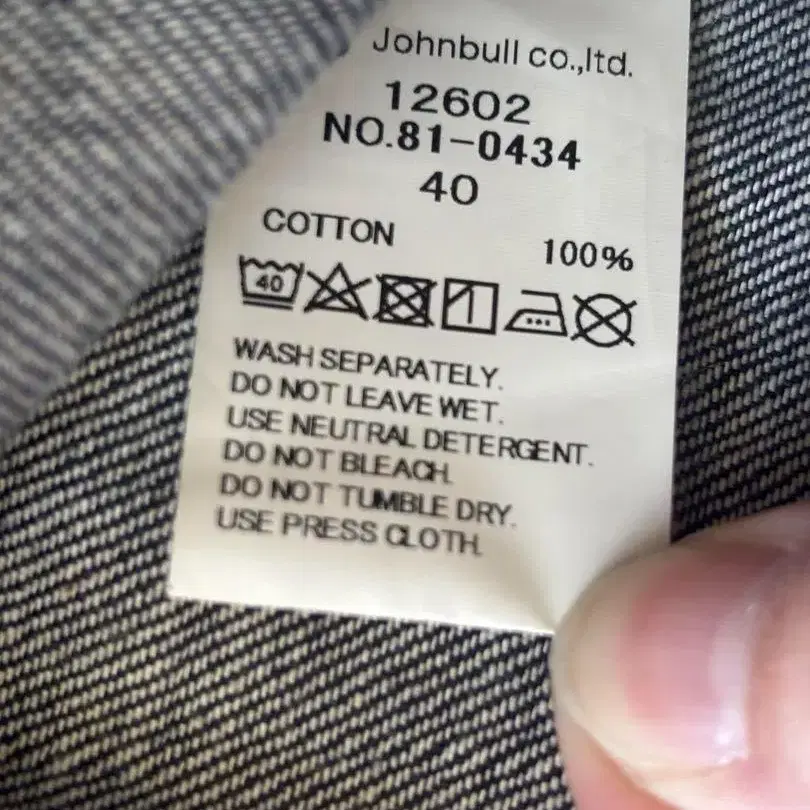 Johnbull co.,ltd.
12602
NO.81-0434
40
COTTON 100%
40
WASH SEPARATELY.
DO NOT LEAVE WET.
USE NEUTRAL DETERGENT.
DO NOT BLEACH.
DO NOT TUMBLE DRY.
USE PRESS CLOTH.